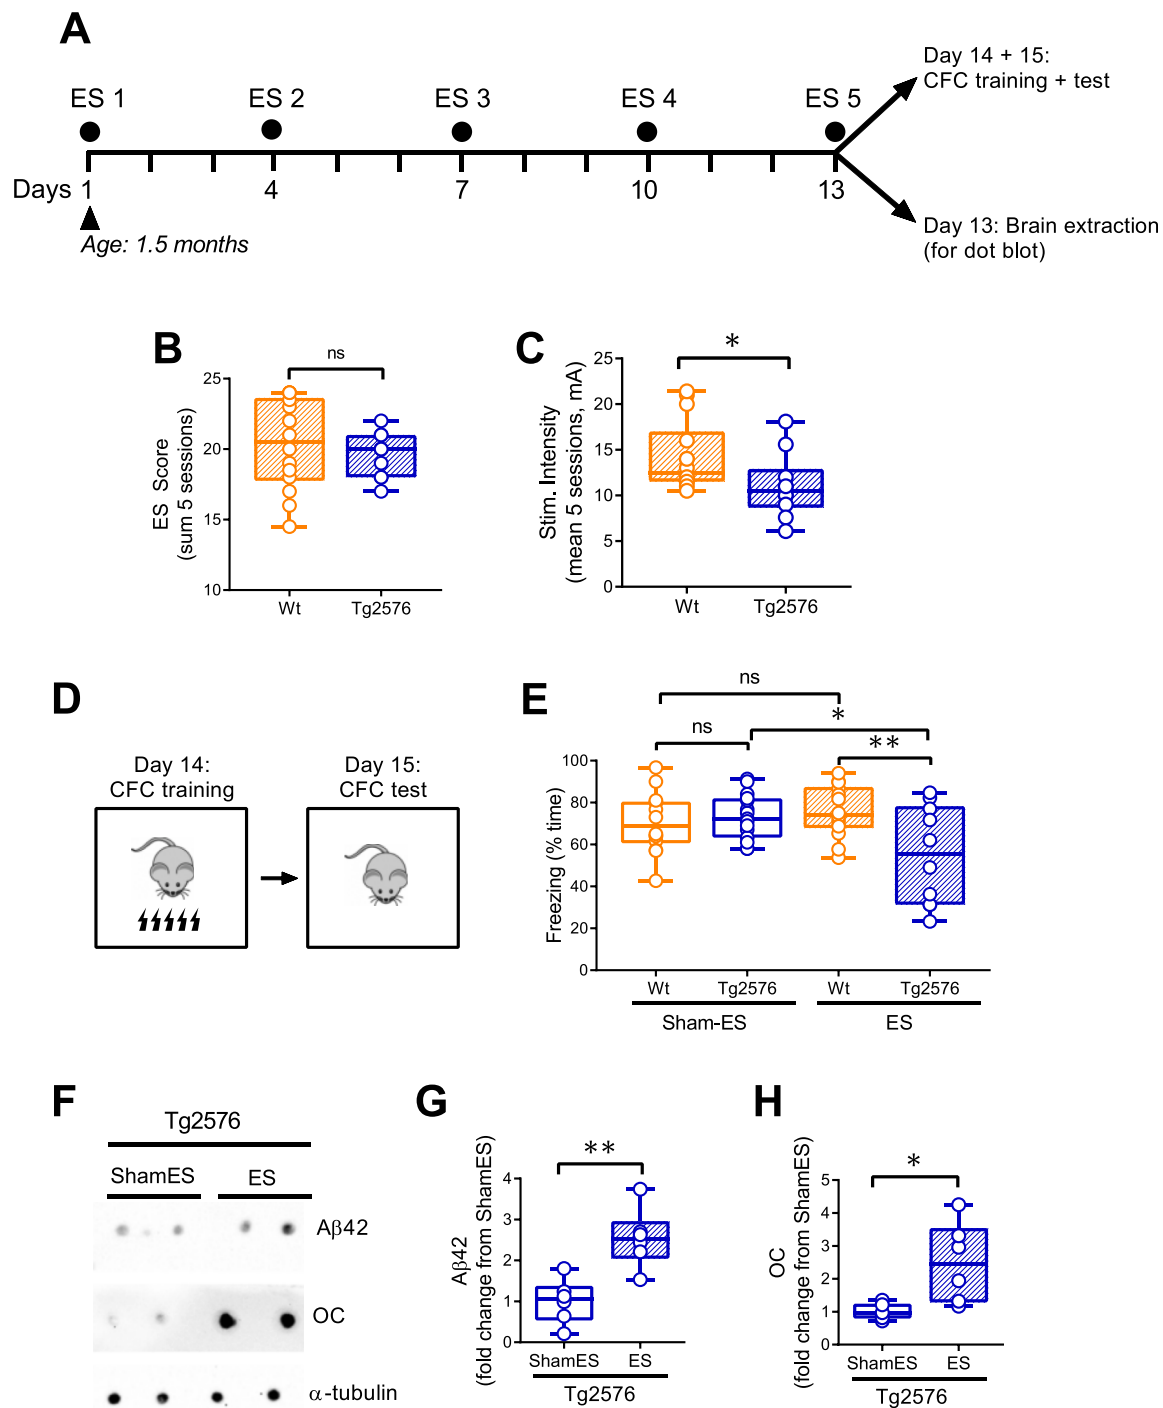 A
ES 1 ES 2 ES 3 ES 4 ES 5
Day 14 + 15:
CFC training + test
Days 1 4 7 10 13
Age: 1.5 months
Day 13: Brain extraction
(for dot blot)
B
ns
ES Score
(sum 5 sessions)
25
20
15
10
Wt Tg2576
C
*
Stim. Intensity
(mean 5 sessions, mA)
25
20
15
10
5
0
Wt Tg2576
D
Day 14:
CFC training
Day 15:
CFC test
E
ns
ns
*
**
Freezing (% time)
100
80
60
40
20
0
Wt Tg2576 Wt Tg2576
Sham-ES ES
F
Tg2576
ShamES ES
Aβ42
OC
α-tubulin
G
**
Aβ42
(fold change from ShamES)
4
3
2
1
0
ShamES ES
Tg2576
H
*
OC
(fold change from ShamES)
5
4
3
2
1
0
ShamES ES
Tg2576